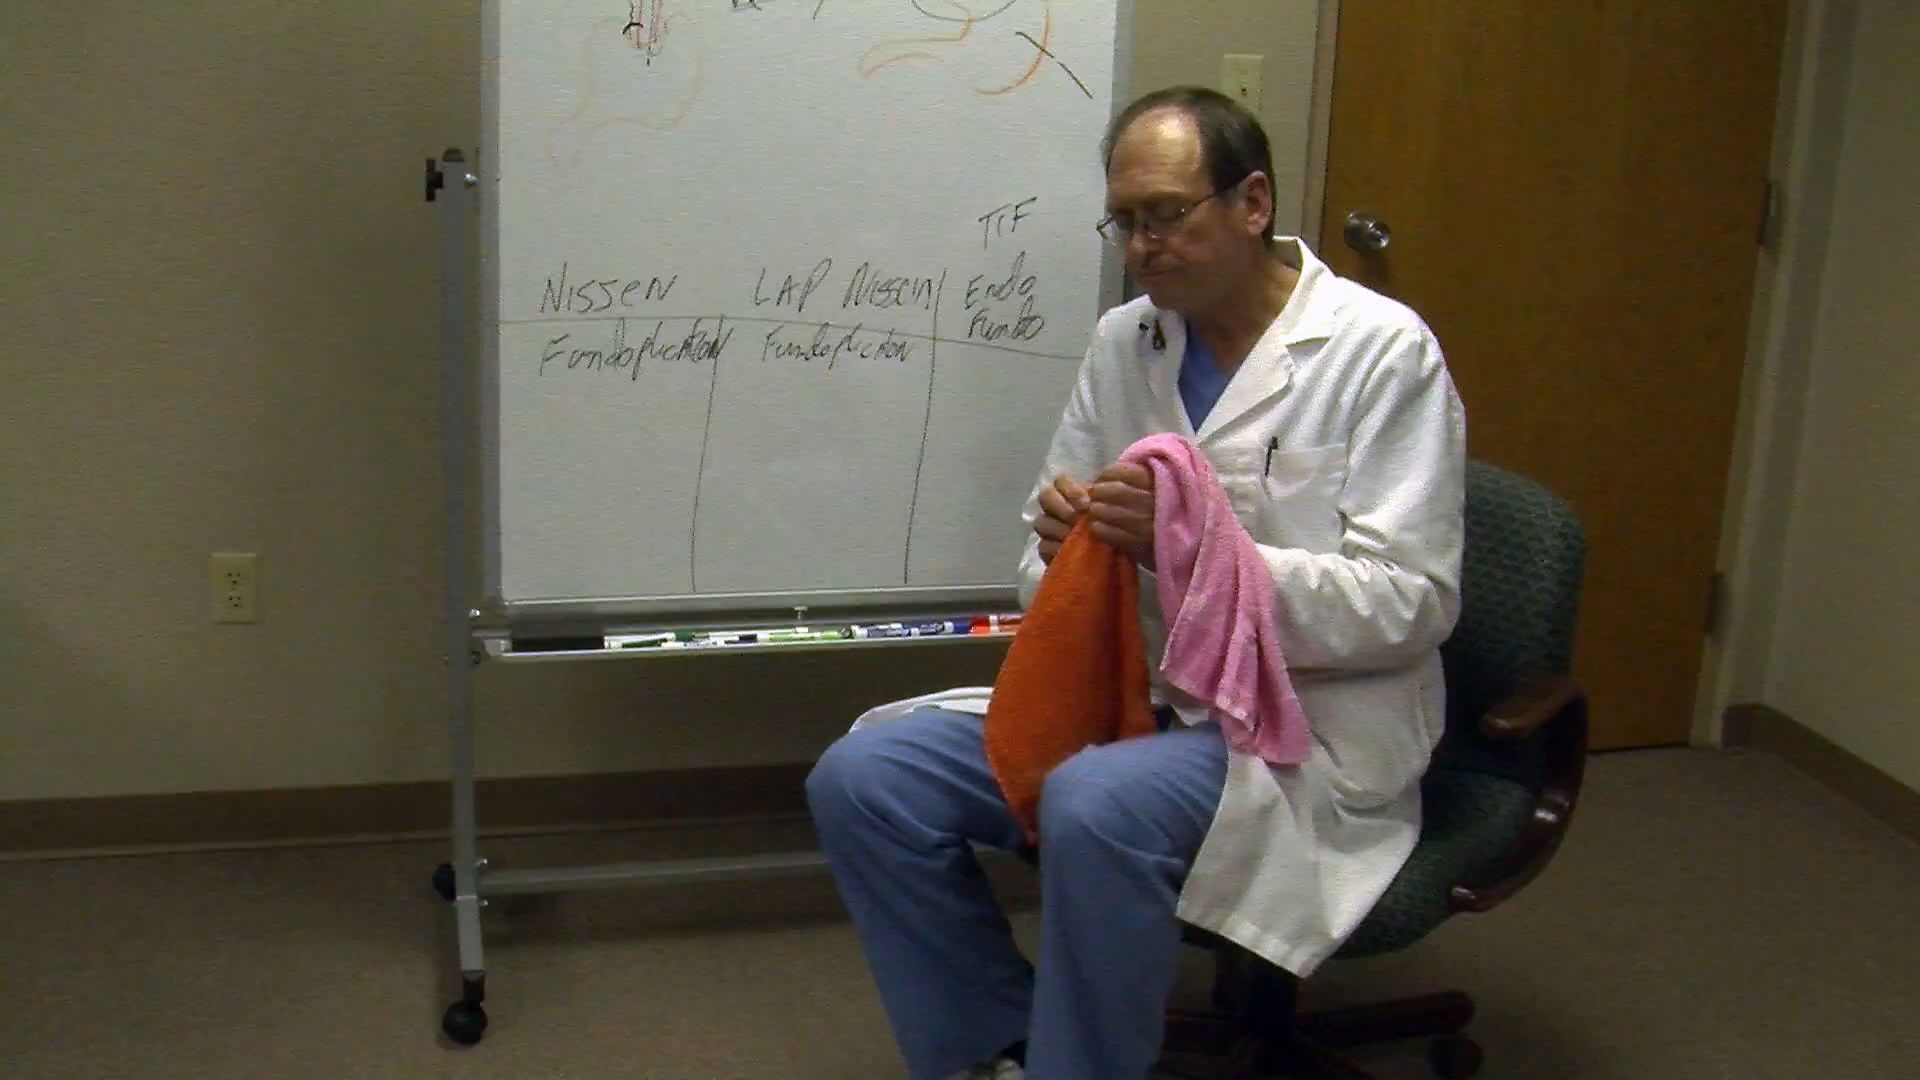 NISSEN
Fundoplication
LAP Nissen
Fundoplication
TIF
Endo
Fundo